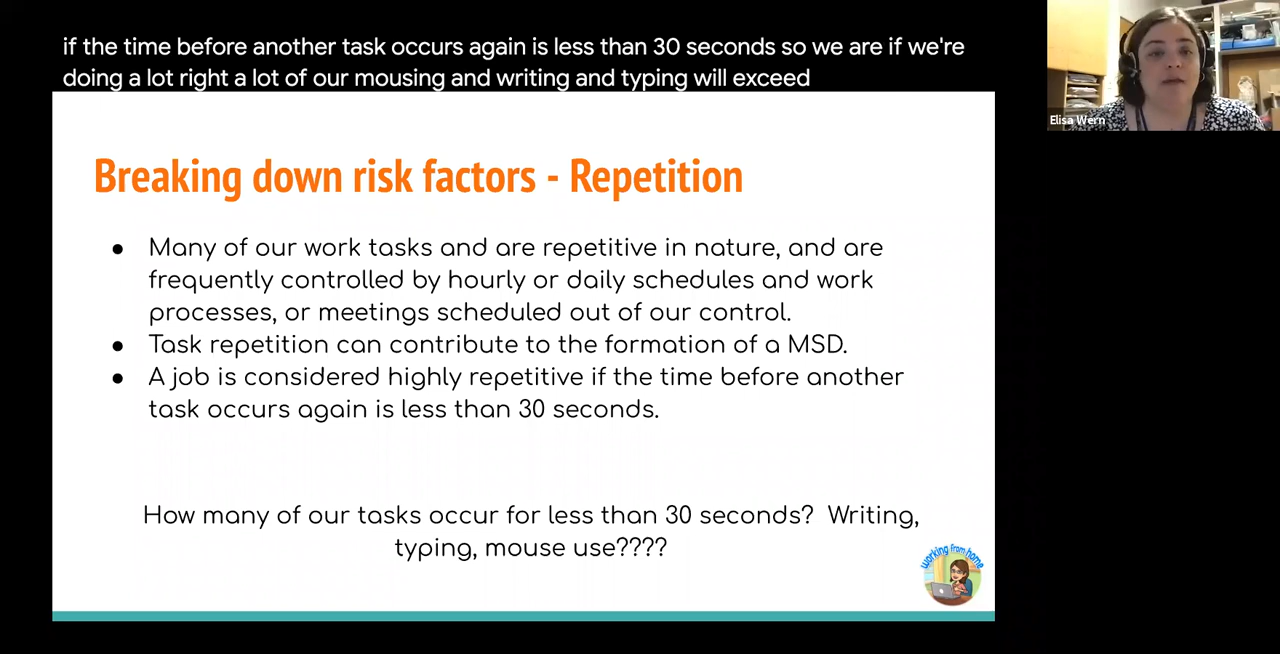 if the time before another task occurs again is less than 30 seconds so we are if we're
doing a lot right a lot of our mousing and writing and typing will exceed
Elisa Wern
Breaking down risk factors - Repetition
● Many of our work tasks and are repetitive in nature, and are
frequently controlled by hourly or daily schedules and work
processes, or meetings scheduled out of our control.
● Task repetition can contribute to the formation of a MSD.
● A job is considered highly repetitive if the time before another
task occurs again is less than 30 seconds.
How many of our tasks occur for less than 30 seconds? Writing,
typing, mouse use????
working from home